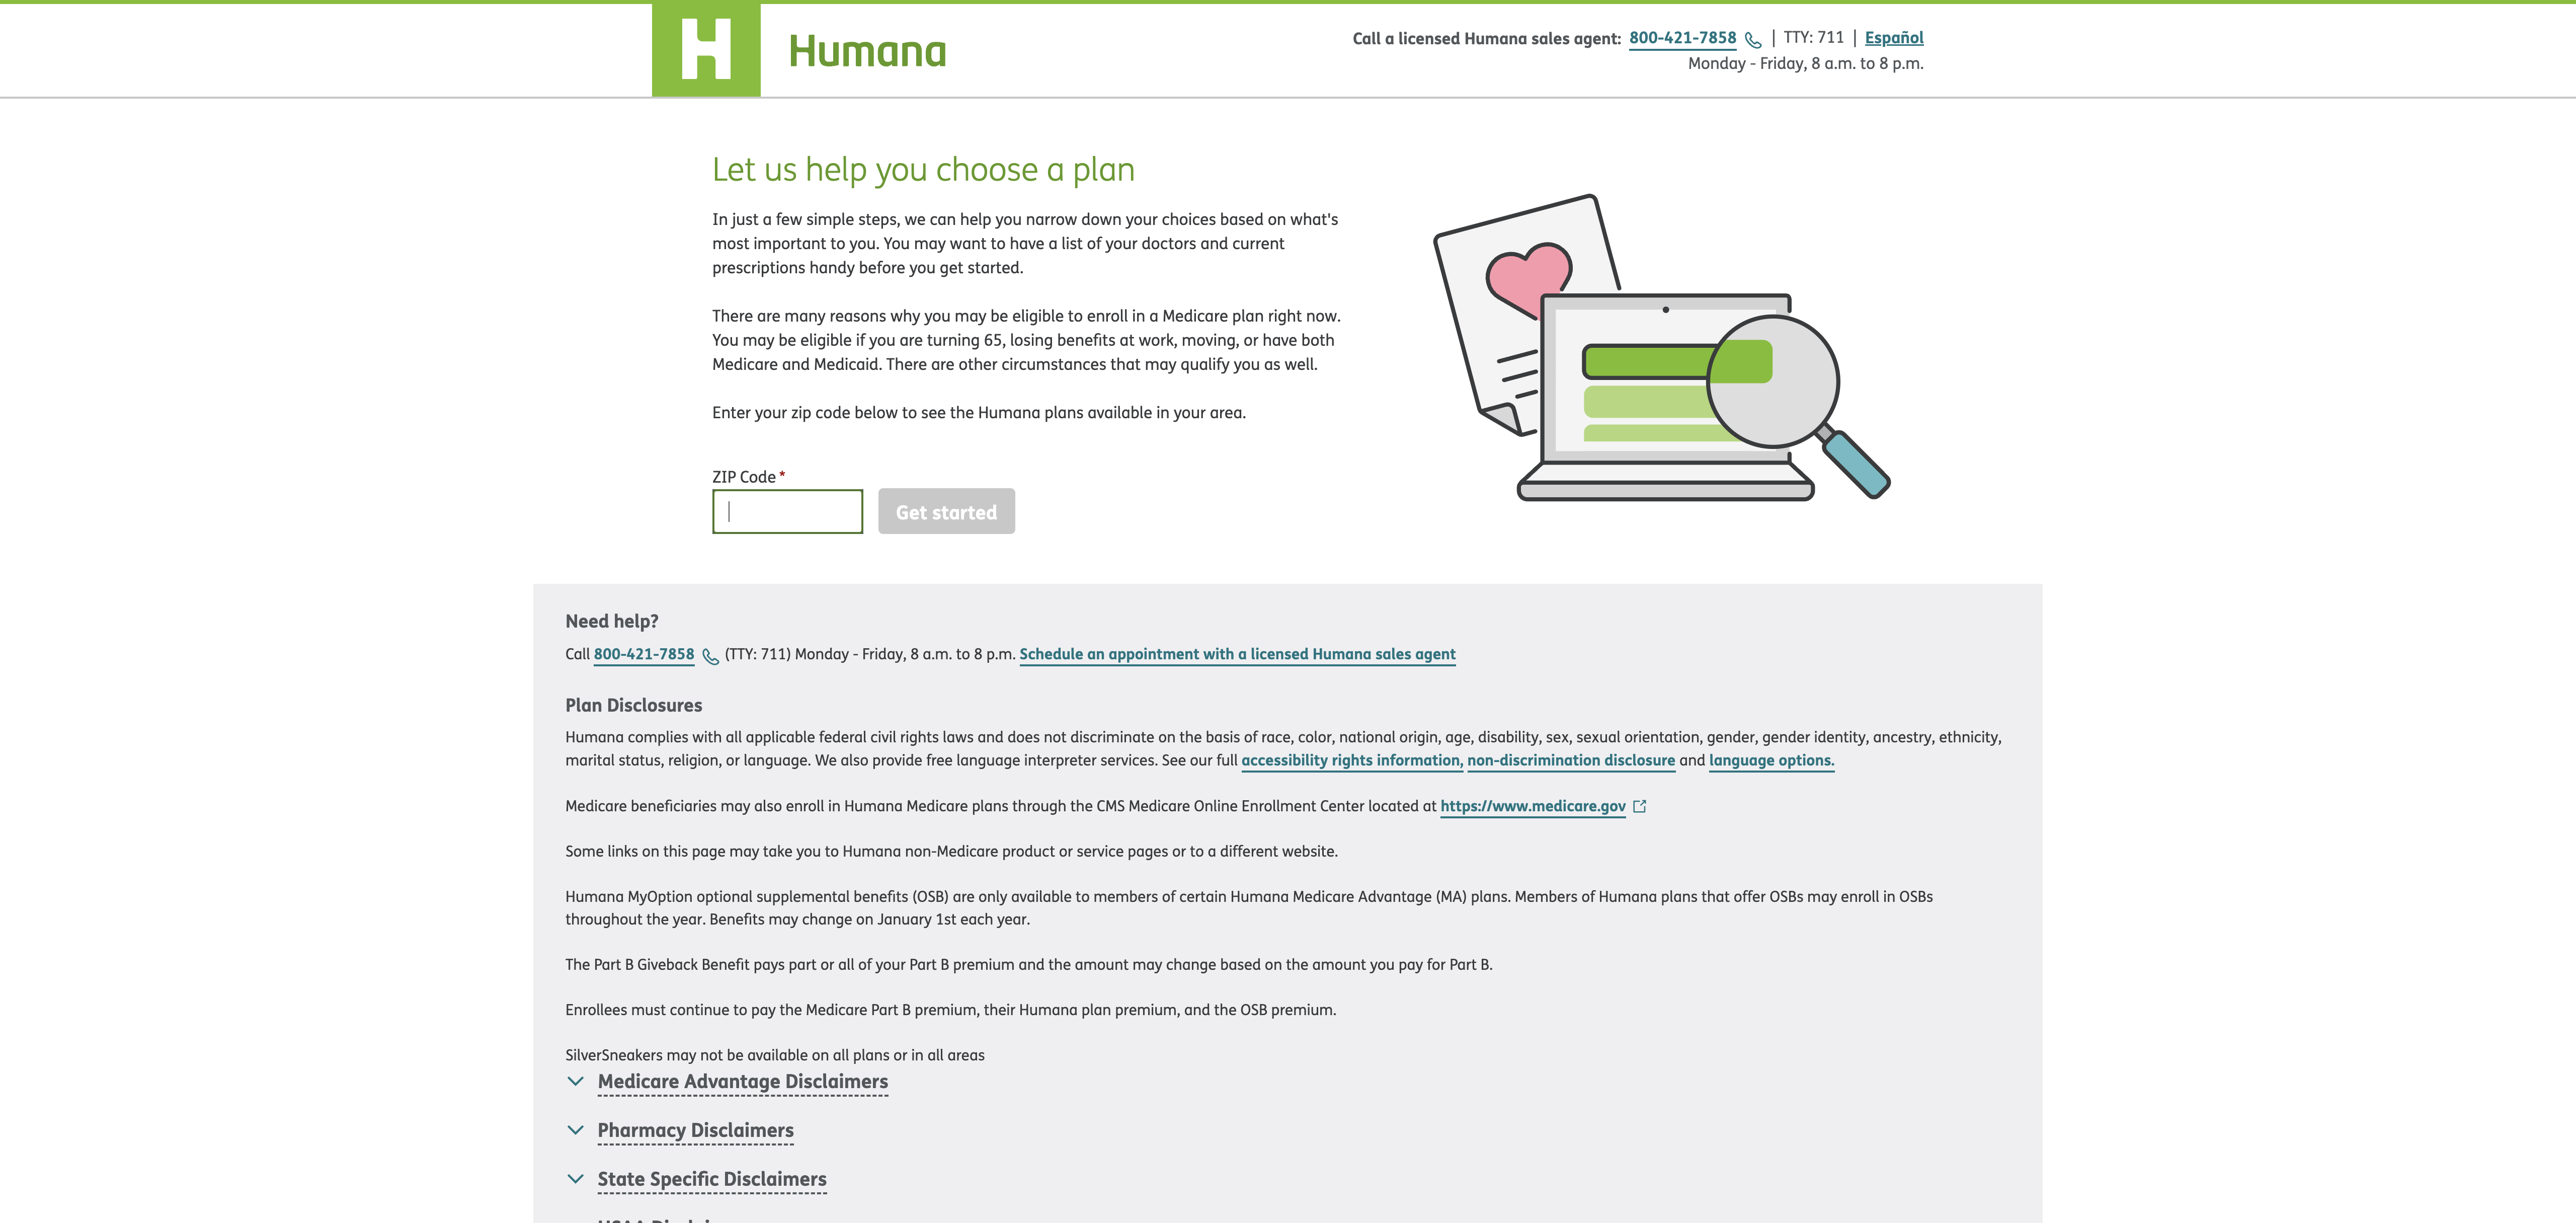 H Humana
Call a licensed Humana sales agent: 800-421-7858 | TTY: 711 | Español
Monday - Friday, 8 a.m. to 8 p.m.
Let us help you choose a plan
In just a few simple steps, we can help you narrow down your choices based on what's
most important to you. You may want to have a list of your doctors and current
prescriptions handy before you get started.
There are many reasons why you may be eligible to enroll in a Medicare plan right now.
You may be eligible if you are turning 65, losing benefits at work, moving, or have both
Medicare and Medicaid. There are other circumstances that may qualify you as well.
Enter your zip code below to see the Humana plans available in your area.
ZIP Code *
Get started
Need help?
Call 800-421-7858 (TTY: 711) Monday - Friday, 8 a.m. to 8 p.m. Schedule an appointment with a licensed Humana sales agent
Plan Disclosures
Humana complies with all applicable federal civil rights laws and does not discriminate on the basis of race, color, national origin, age, disability, sex, sexual orientation, gender, gender identity, ancestry, ethnicity,
marital status, religion, or language. We also provide free language interpreter services. See our full accessibility rights information, non-discrimination disclosure and language options.
Medicare beneficiaries may also enroll in Humana Medicare plans through the CMS Medicare Online Enrollment Center located at https://www.medicare.gov
Some links on this page may take you to Humana non-Medicare product or service pages or to a different website.
Humana MyOption optional supplemental benefits (OSB) are only available to members of certain Humana Medicare Advantage (MA) plans. Members of Humana plans that offer OSBs may enroll in OSBs
throughout the year. Benefits may change on January 1st each year.
The Part B Giveback Benefit pays part or all of your Part B premium and the amount may change based on the amount you pay for Part B.
Enrollees must continue to pay the Medicare Part B premium, their Humana plan premium, and the OSB premium.
SilverSneakers may not be available on all plans or in all areas
Medicare Advantage Disclaimers
Pharmacy Disclaimers
State Specific Disclaimers